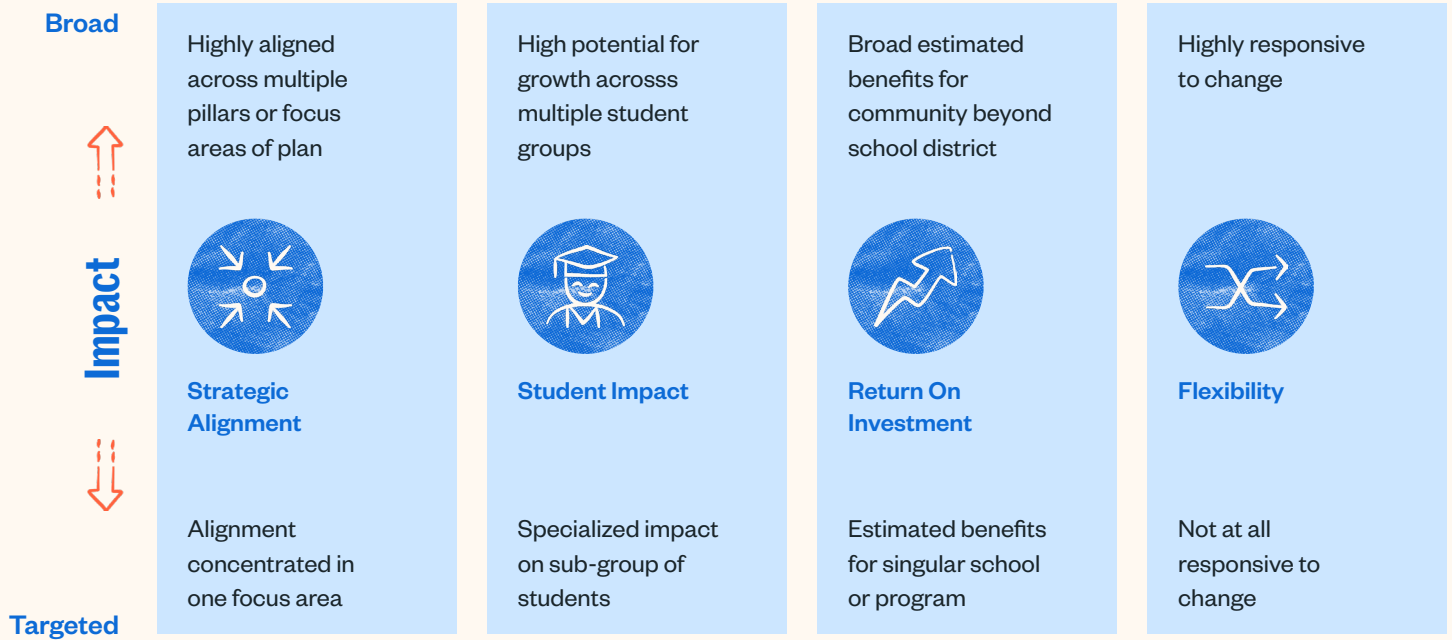 Broad
Impact
Targeted
Highly aligned
across multiple
pillars or focus
areas of plan
Strategic
Alignment
Alignment
concentrated in
one focus area
High potential for
growth acrosss
multiple student
groups
Student Impact
Specialized impact
on sub-group of
students
Broad estimated
benefits for
community beyond
school district
Return On
Investment
Estimated benefits
for singular school
or program
Highly responsive
to change
Flexibility
Not at all
responsive to
change